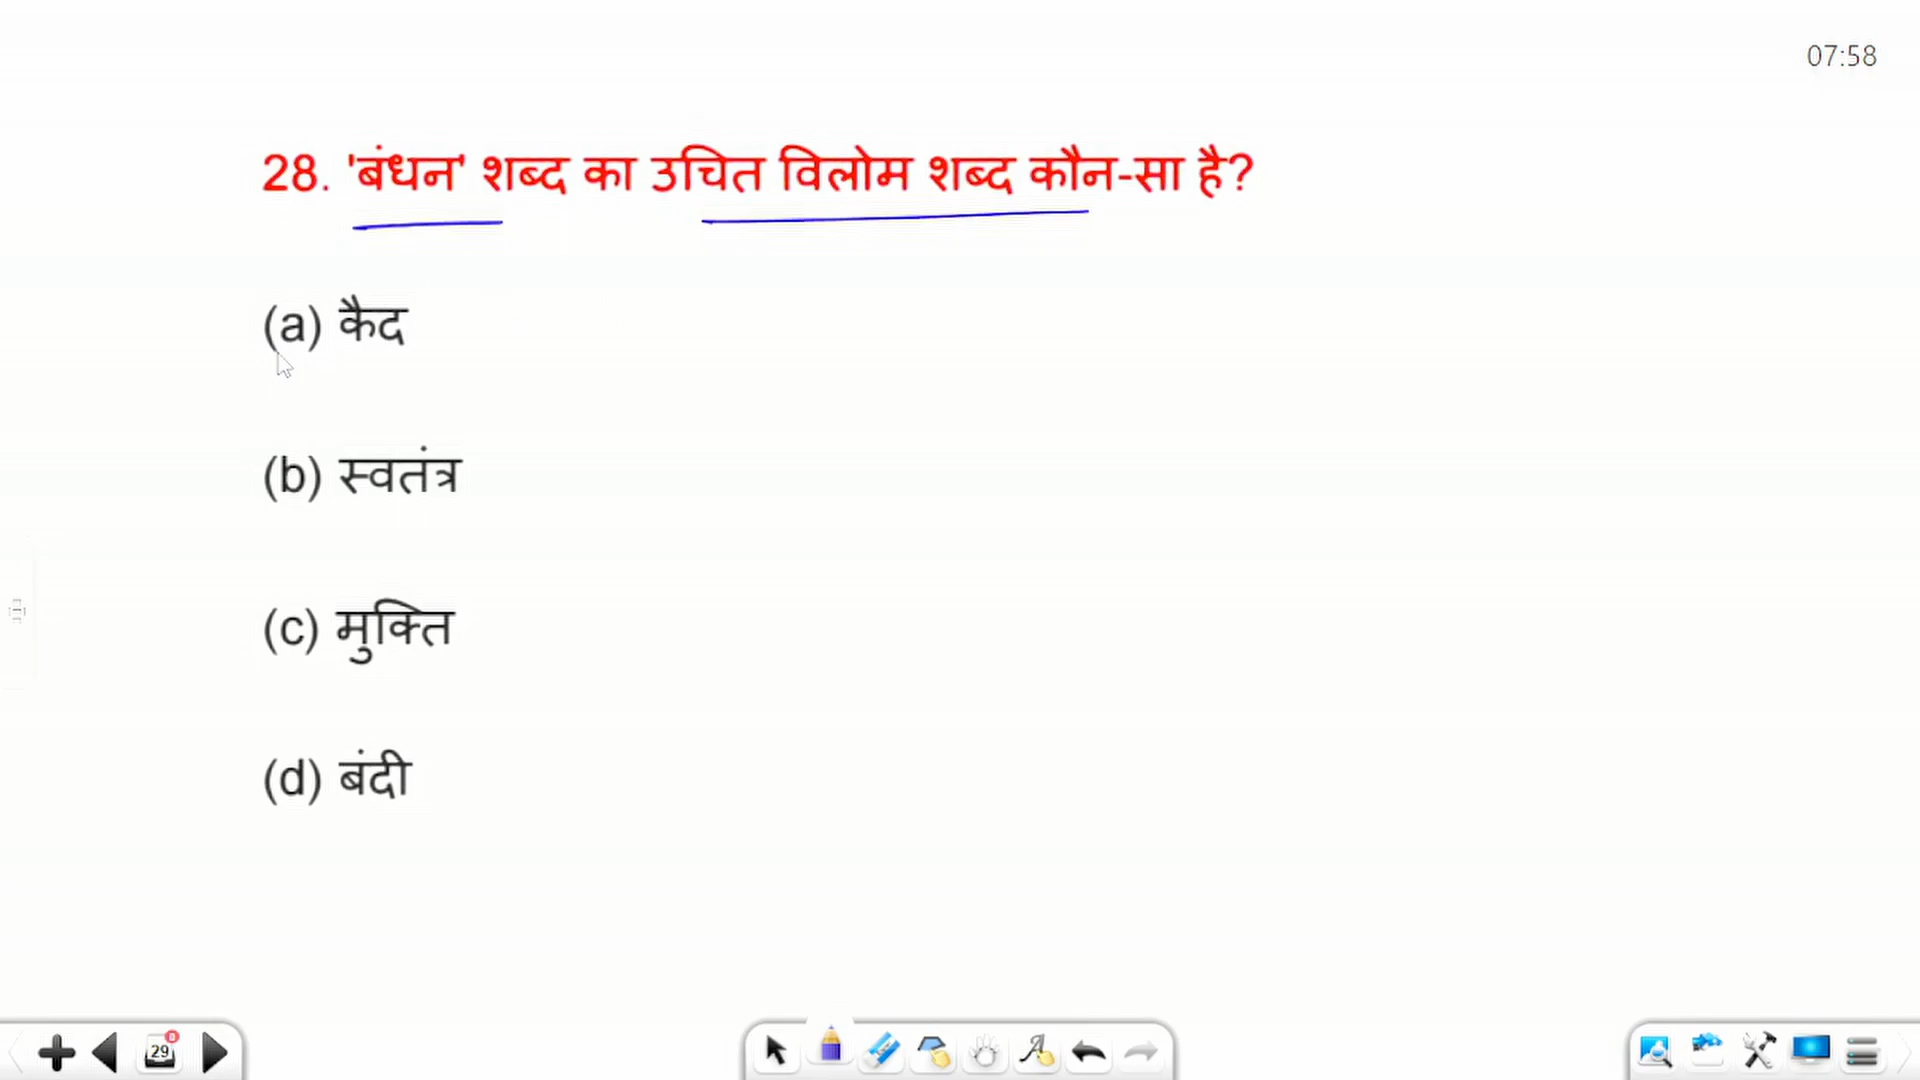 07:58
28. 'बंधन' शब्द का उचित विलोम शब्द कौन-सा है?
(a) कैद
(b) स्वतंत्र
(c) मुक्ति
(d) बंदी
29